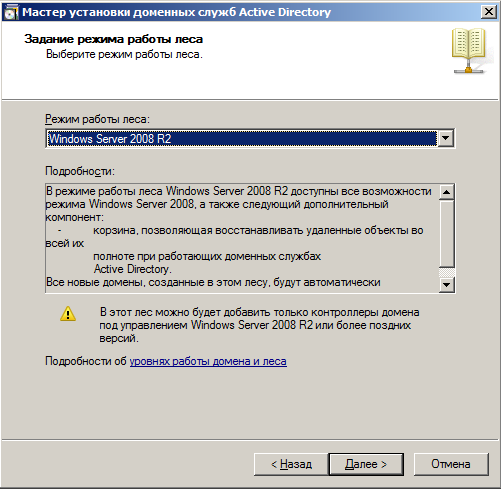 Мастер установки доменных служб Active Directory
Задание режима работы леса
Выберите режим работы леса.
Режим работы леса:
Windows Server 2008 R2
Подробности:
В режиме работы леса Windows Server 2008 R2 доступны все возможности
режима Windows Server 2008, а также следующий дополнительный
компонент:
- корзина, позволяющая восстанавливать удаленные объекты во
всей их
полноте при работающих доменных службах
Active Directory.
Все новые домены, созданные в этом лесу, будут автоматически
В этот лес можно будет добавить только контроллеры домена
под управлением Windows Server 2008 R2 или более поздних
версий.
Подробности об уровнях работы домена и леса
< Назад
Далее >
Отмена